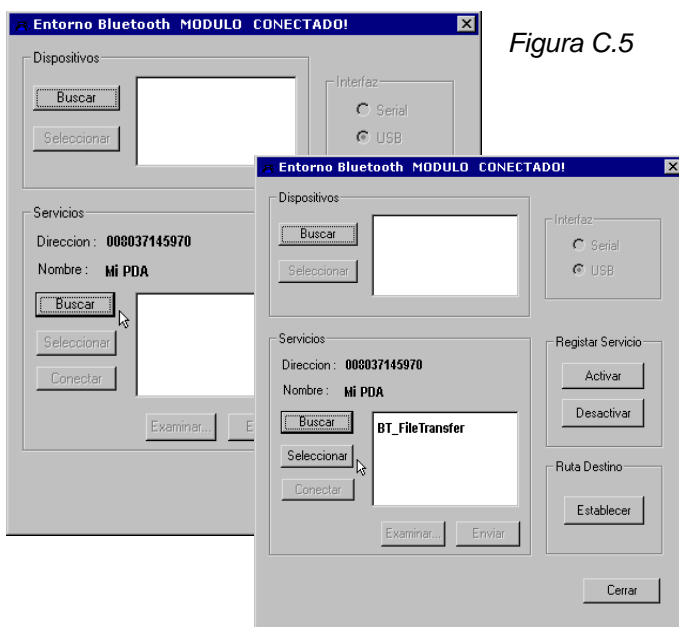 Entorno Bluetooth MODULO CONECTADO!
Figura C.5
Dispositivos
Buscar
Seleccionar
Interfaz
Serial
USB
Servicios
Direccion : 008037145970
Nombre : Mi PDA
Buscar
Seleccionar
Conectar
Examinar...
E
Entorno Bluetooth MODULO CONECTADO!
Dispositivos
Buscar
Seleccionar
Interfaz
Serial
USB
Servicios
Direccion : 008037145970
Nombre : Mi PDA
Buscar
Seleccionar
Conectar
BT_FileTransfer
Examinar...
Enviar
Registar Servicio
Activar
Desactivar
Ruta Destino
Establecer
Cerrar